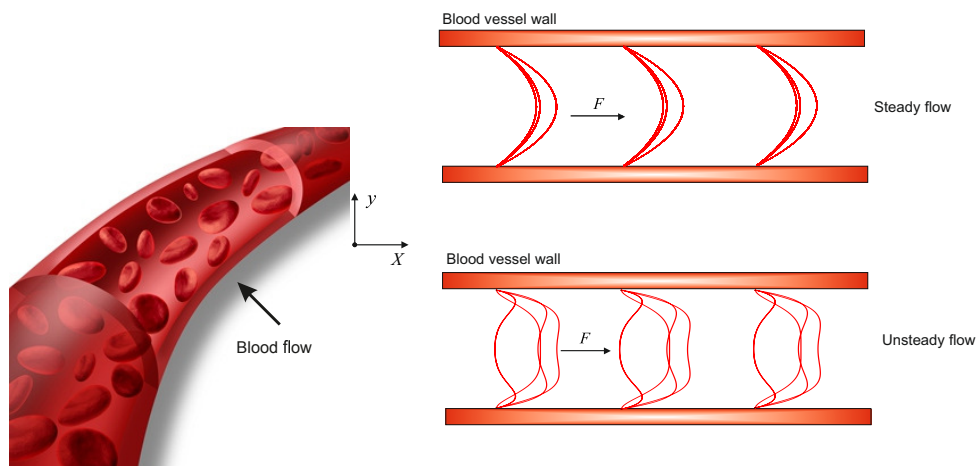 Blood vessel wall
F
Steady flow
y
X
Blood vessel wall
F
Unsteady flow
Blood flow